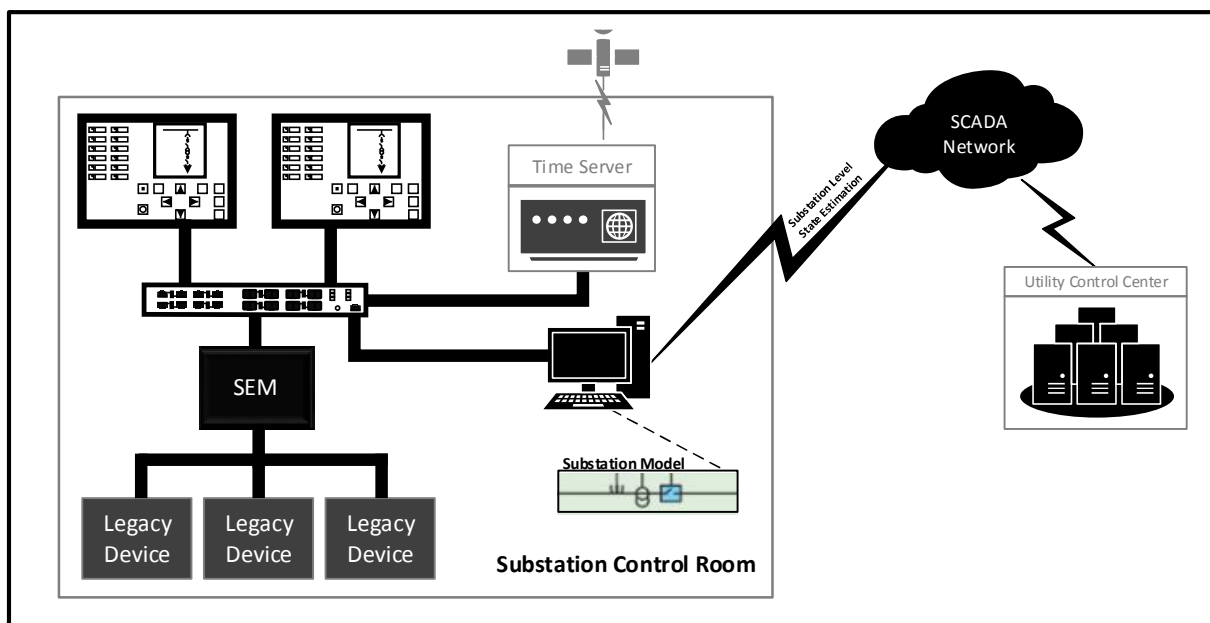 Time Server
SCADA
Network
Substation Level
State Estimation
Utility Control Center
SEM
Substation Model
Legacy
Device
Legacy
Device
Legacy
Device
Substation Control Room